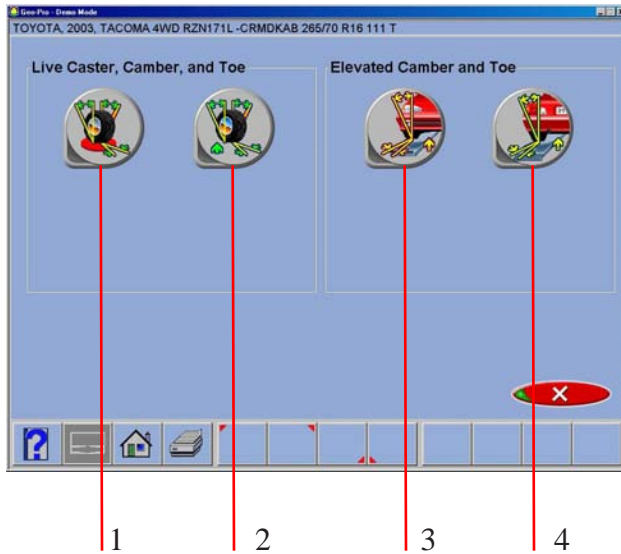 Geo-Pro - Demo Mode
TOYOTA, 2003, TACOMA 4WD RZN171L -CRMDKAB 265/70 R16 111 T
Live Caster, Camber, and Toe
Elevated Camber and Toe
1 2 3 4